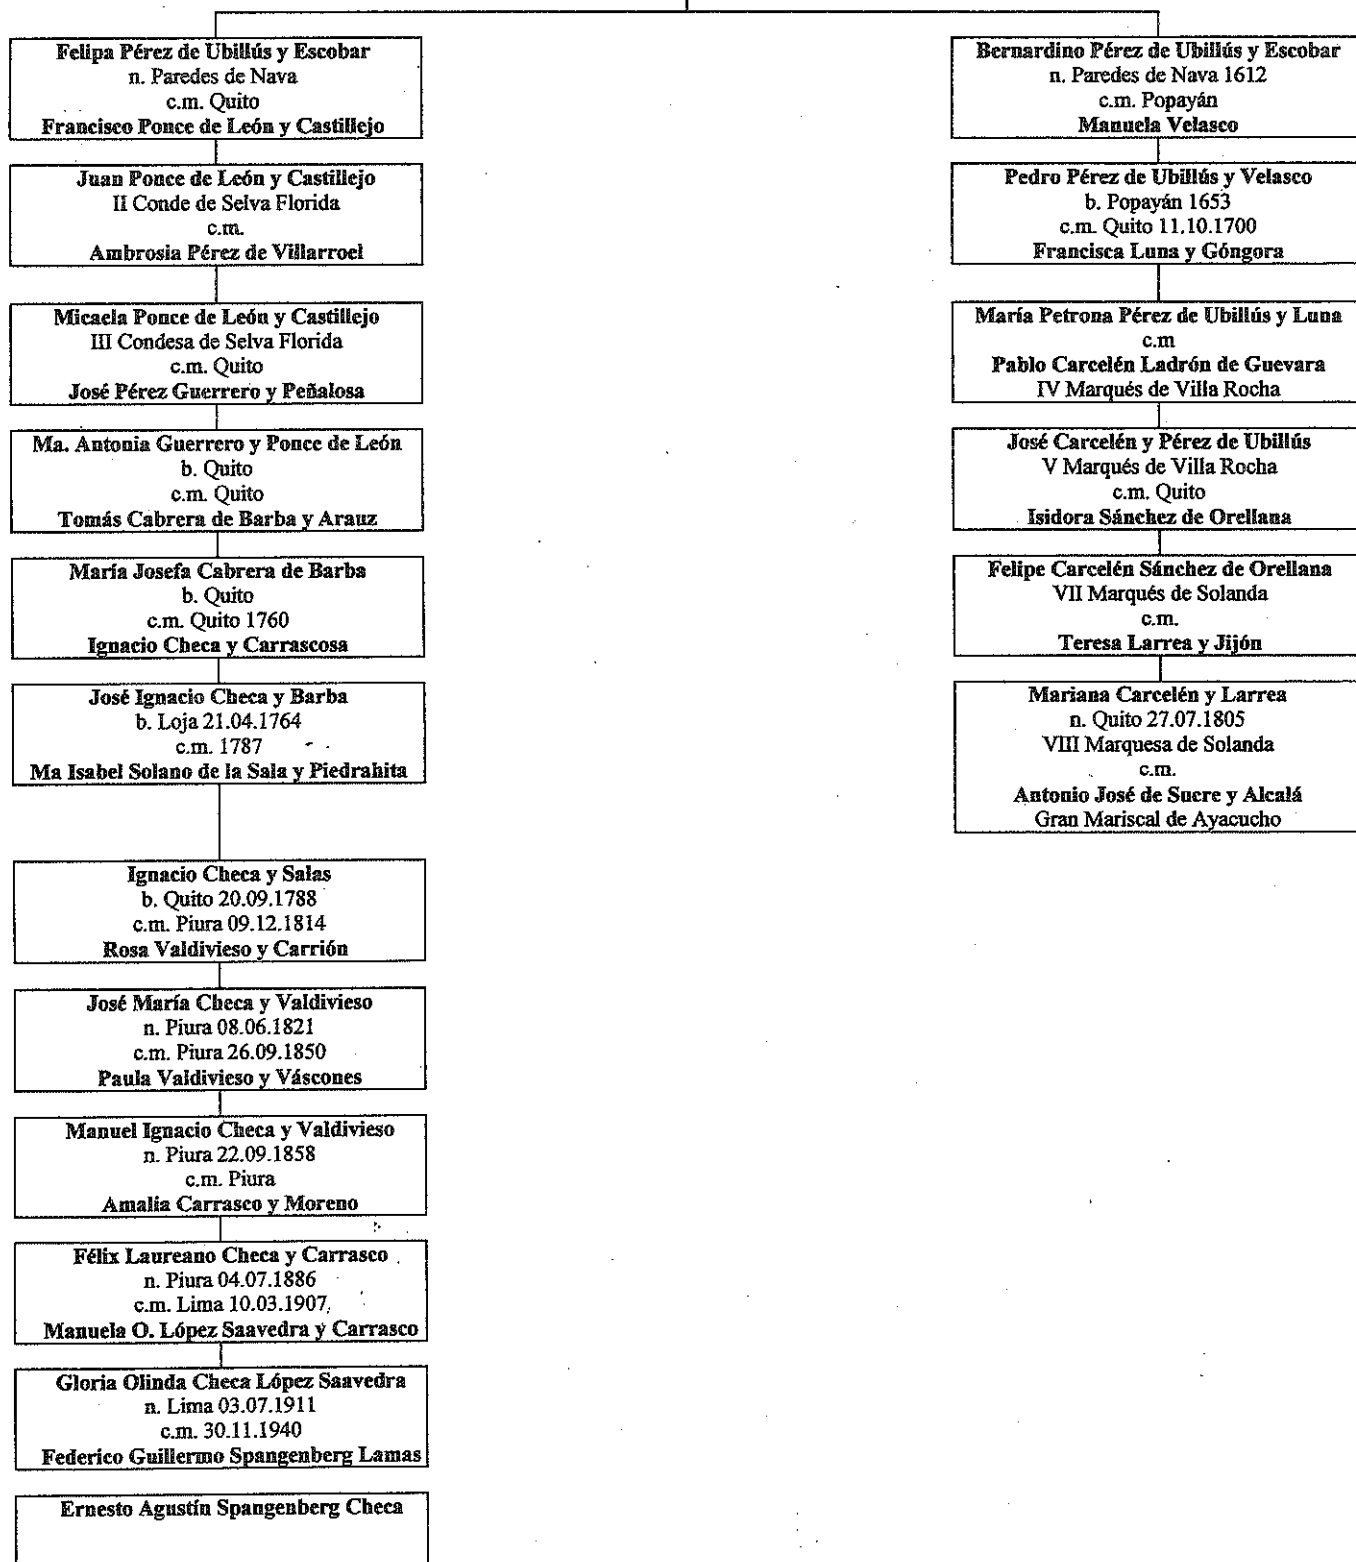 Felipa Pérez de Ubillús y Escobar
n. Paredes de Nava
c.m. Quito
Francisco Ponce de León y Castillejo
Juan Ponce de León y Castillejo
II Conde de Selva Florida
c.m.
Ambrosia Pérez de Villarroel
Micaela Ponce de León y Castillejo
III Condesa de Selva Florida
c.m. Quito
José Pérez Guerrero y Peñalosa
Ma. Antonia Guerrero y Ponce de León
b. Quito
c.m. Quito
Tomás Cabrera de Barba y Arauz
María Josefa Cabrera de Barba
b. Quito
c.m. Quito 1760
Ignacio Checa y Carrascosa
José Ignacio Checa y Barba
b. Loja 21.04.1764
c.m. 1787
Ma Isabel Solano de la Sala y Piedrahita
Ignacio Checa y Salas
b. Quito 20.09.1788
c.m. Piura 09.12.1814
Rosa Valdivieso y Carrión
José María Checa y Valdivieso
n. Piura 08.06.1821
c.m. Piura 26.09.1850
Paula Valdivieso y Váscones
Manuel Ignacio Checa y Valdivieso
n. Piura 22.09.1858
c.m. Piura
Amalia Carrasco y Moreno
Félix Laureano Checa y Carrasco
n. Piura 04.07.1886
c.m. Lima 10.03.1907
Manuela O. López Saavedra y Carrasco
Gloria Olinda Checa López Saavedra
n. Lima 03.07.1911
c.m. 30.11.1940
Federico Guillermo Spangenberg Lamas
Ernesto Agustín Spangenberg Checa
Bernardino Pérez de Ubillús y Escobar
n. Paredes de Nava 1612
c.m. Popayán
Manuela Velasco
Pedro Pérez de Ubillús y Velasco
b. Popayán 1653
c.m. Quito 11.10.1700
Francisca Luna y Góngora
María Petrona Pérez de Ubillús y Luna
c.m
Pablo Carcelén Ladrón de Guevara
IV Marqués de Villa Rocha
José Carcelén y Pérez de Ubillús
V Marqués de Villa Rocha
c.m. Quito
Isidora Sánchez de Orellana
Felipe Carcelén Sánchez de Orellana
VII Marqués de Solanda
c.m.
Teresa Larrea y Jijón
Mariana Carcelén y Larrea
n. Quito 27.07.1805
VIII Marquesa de Solanda
c.m.
Antonio José de Sucre y Alcalá
Gran Mariscal de Ayacucho